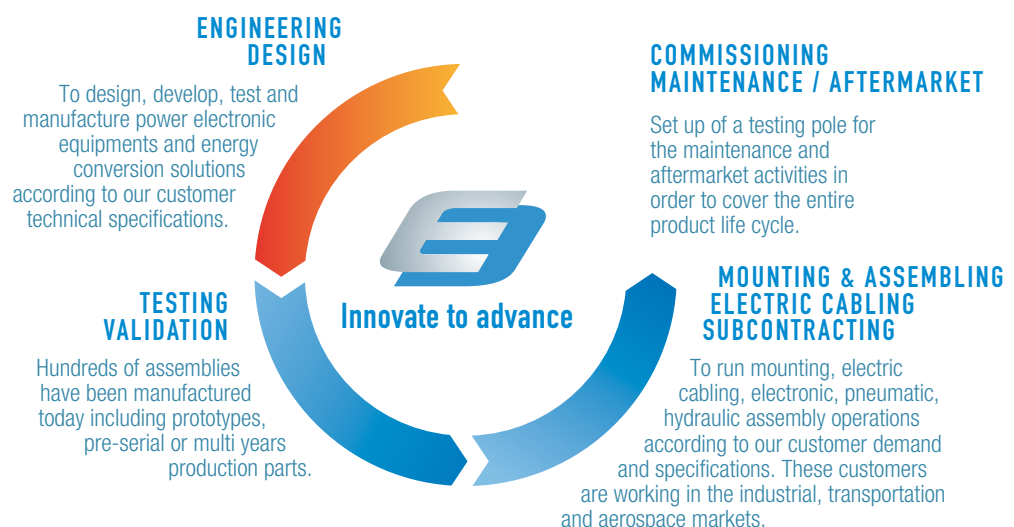 ENGINEERING
DESIGN
To design, develop, test and
manufacture power electronic
equipments and energy
conversion solutions
according to our customer
technical specifications.
COMMISSIONING
MAINTENANCE / AFTERMARKET
Set up of a testing pole for
the maintenance and
aftermarket activities in
order to cover the entire
product life cycle.
Innovate to advance
TESTING
VALIDATION
Hundreds of assemblies
have been manufactured
today including prototypes,
pre-serial or multi years
production parts.
MOUNTING & ASSEMBLING
ELECTRIC CABLING
SUBCONTRACTING
To run mounting, electric
cabling, electronic, pneumatic,
hydraulic assembly operations
according to our customer demand
and specifications. These customers
are working in the industrial, transportation
and aerospace markets.